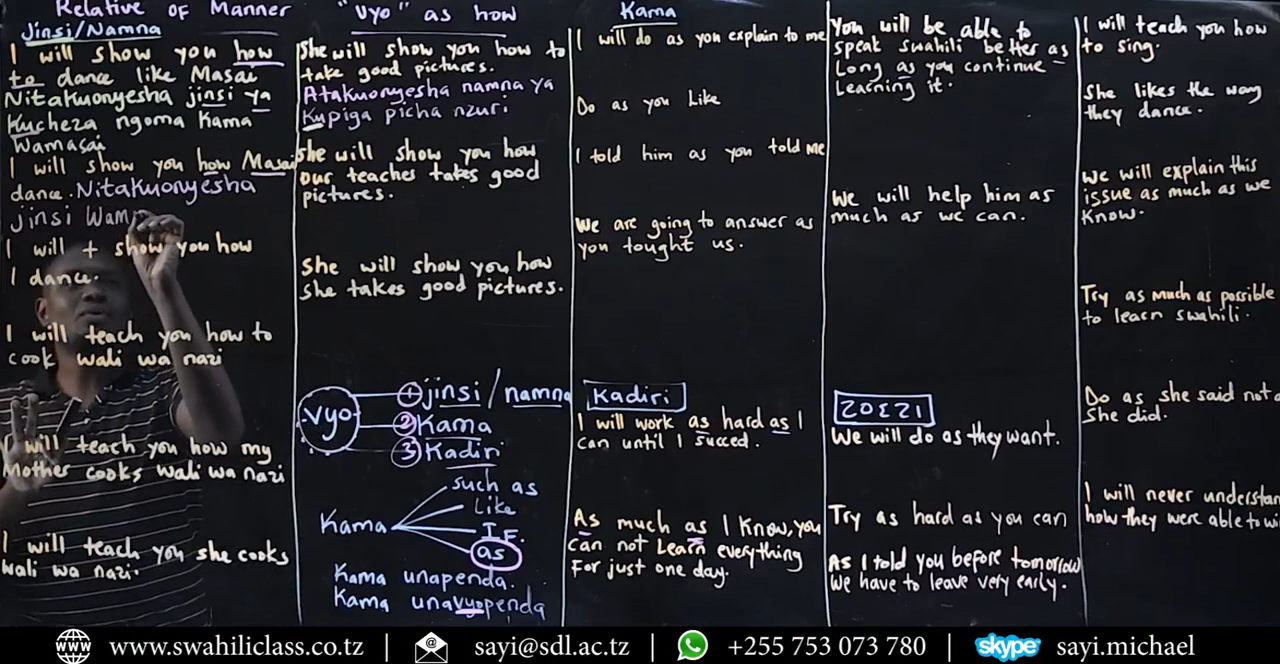 Relative of Manner "vyo" as how
Jinsi/Namna
I will show you how
to dance like Masai
Nitakuonyesha jinsi ya
Kucheza ngoma Kama
Wamasai
I will show you how Masai
dance. Nitakuonyesha
jinsi Wam
I will t show you how
I dance.
I will teach you how to
cook wali wa nazi
I will teach you how my
Mother cooks wali wa nazi
I will teach you she cooks
wali wa nazi.
She will show you how to
take good pictures.
Atakuonyesha namna ya
Kupiga picha nzuri.
She will show you how
our teaches takes good
pictures.
She will show you how
she takes good pictures.
vyo
1 jinsi / namna
2 Kama
3 Kadiri
Kama
such as
Like
IF.
as
Kama unapenda.
Kama unavyopenda
Kama
I will do as you explain to me
Do as you Like
I told him as you told me
We are going to answer as
you tought us.
Kadiri
I will work as hard as I
can until I succed.
As much as I know, you
can not Learn everything
For just one day.
You will be able to
speak swahili better as
Long as you continue
Learning it.
We will help him as
much as we can.
ZOEZI
We will do as they want.
Try as hard as you can
As I told you before tomorrow
We have to leave very early.
I will teach you how
to sing.
She likes the way
they dance.
We will explain this
issue as much as we
Know.
Try as much as possible
to learn swahili.
Do as she said not a
She did.
I will never understan
how they were able to wi
www.swahiliclass.co.tz | sayi@sdl.ac.tz | +255 753 073 780 | skype sayi.michael